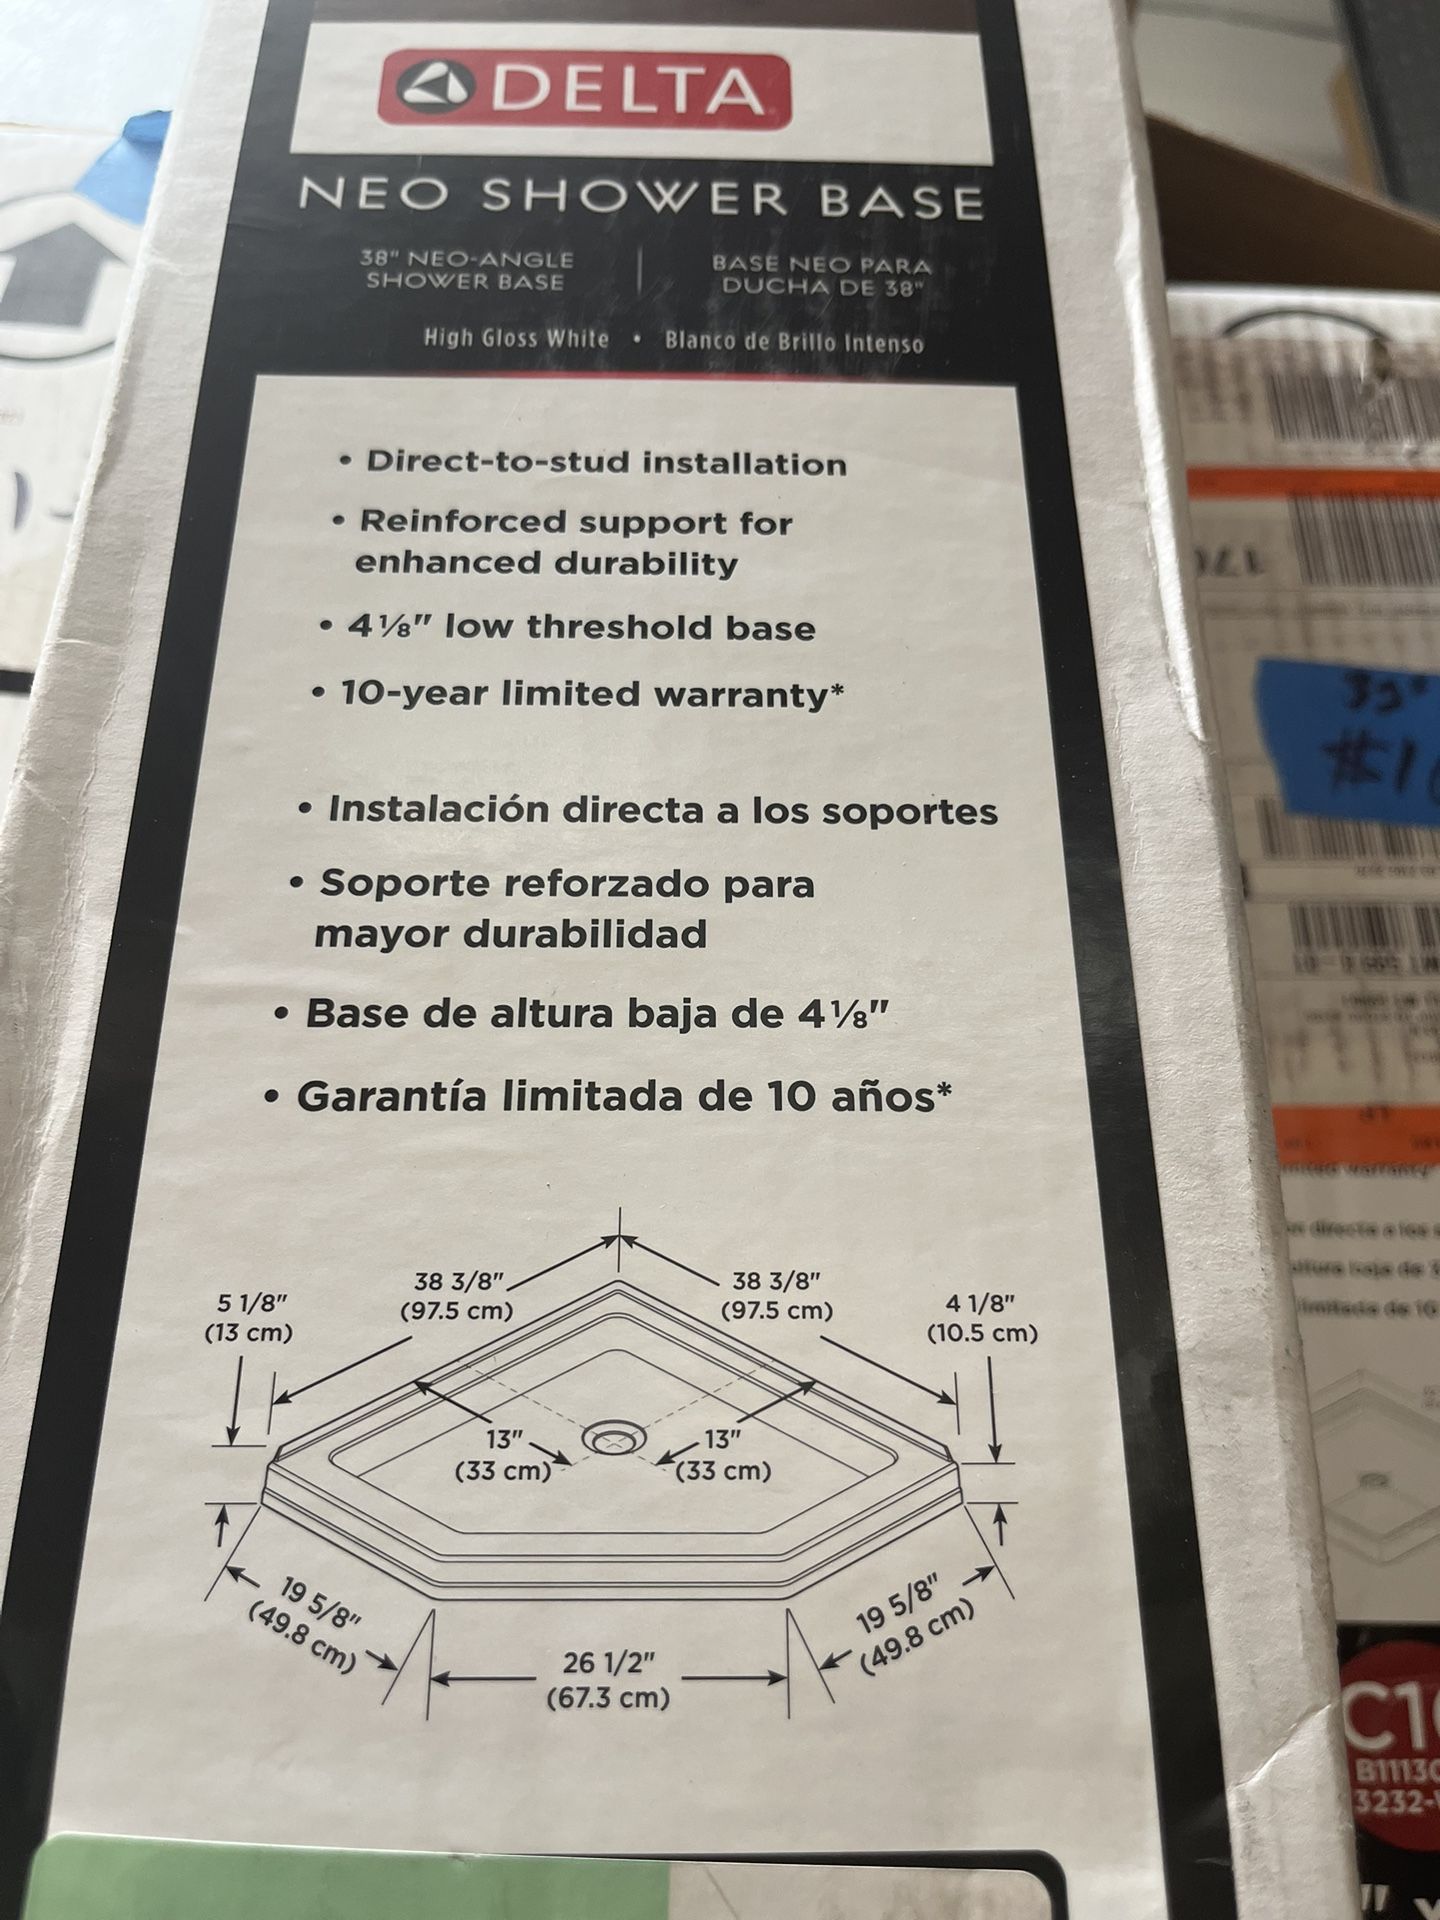 DELTA
NEO SHOWER BASE
38" NEO-ANGLE
SHOWER BASE
BASE NEO PARA
DUCHA DE 38"
High Gloss White • Blanco de Brillo Intenso
• Direct-to-stud installation
• Reinforced support for
enhanced durability
• 4⅛" low threshold base
• 10-year limited warranty*
• Instalación directa a los soportes
• Soporte reforzado para
mayor durabilidad
• Base de altura baja de 4⅛"
• Garantía limitada de 10 años*
38 3/8"
(97.5 cm)
38 3/8"
(97.5 cm)
5 1/8"
(13 cm)
4 1/8"
(10.5 cm)
13"
(33 cm)
13"
(33 cm)
19 5/8"
(49.8 cm)
19 5/8"
(49.8 cm)
26 1/2"
(67.3 cm)
#1
C1
B11130
3232-